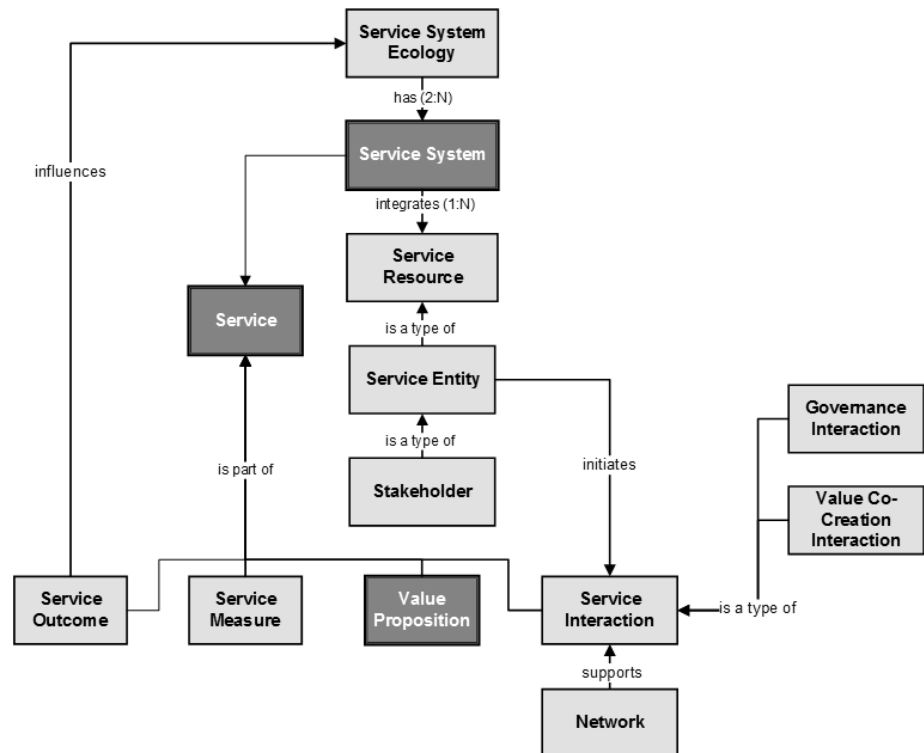 Service System
Ecology
has (2:N)
Service System
influences
integrates (1:N)
Service
Resource
Service
is a type of
Service Entity
Governance
Interaction
is a type of
initiates
is part of
Stakeholder
Value Co-
Creation
Interaction
Service
Outcome
Service
Measure
Value
Proposition
Service
Interaction
is a type of
supports
Network